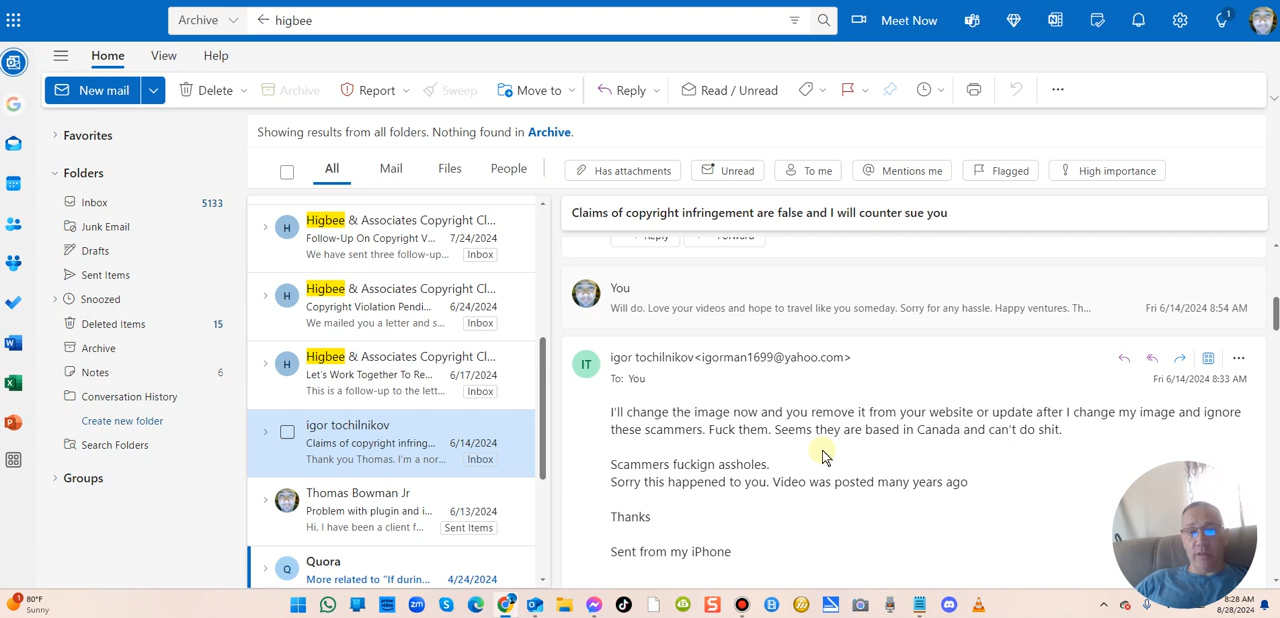 Archive
higbee
Meet Now
1
Home
View
Help
New mail
Delete
Archive
Report
Sweep
Move to
Reply
Read / Unread
Favorites
Folders
Inbox 5133
Junk Email
Drafts
Sent Items
Snoozed
Deleted Items 15
Archive
Notes 6
Conversation History
Create new folder
Search Folders
Groups
Showing results from all folders. Nothing found in Archive.
All
Mail
Files
People
Has attachments
Unread
To me
@ Mentions me
Flagged
High importance
H
Higbee & Associates Copyright Cl...
Follow-Up On Copyright V... 7/24/2024
We have sent three follow-up... Inbox
H
Higbee & Associates Copyright Cl...
Copyright Violation Pendi... 6/24/2024
We mailed you a letter and s... Inbox
H
Higbee & Associates Copyright Cl...
Let's Work Together To Re... 6/17/2024
This is a follow-up to the lett... Inbox
igor tochilnikov
Claims of copyright infring... 6/14/2024
Thank you Thomas. I'm a nor... Inbox
Thomas Bowman Jr
Problem with plugin and i... 6/13/2024
Hi. I have been a client f... Sent Items
Q
Quora
More related to "If durin... 4/24/2024
Claims of copyright infringement are false and I will counter sue you
Reply
Forward
You
Will do. Love your videos and hope to travel like you someday. Sorry for any hassle. Happy ventures. Th... Fri 6/14/2024 8:54 AM
IT
igor tochilnikov<igorman1699@yahoo.com>
To: You
Fri 6/14/2024 8:33 AM
I'll change the image now and you remove it from your website or update after I change my image and ignore
these scammers. Fuck them. Seems they are based in Canada and can't do shit.
Scammers fuckign assholes.
Sorry this happened to you. Video was posted many years ago
Thanks
Sent from my iPhone
1
80°F
Sunny
8:28 AM
8/28/2024